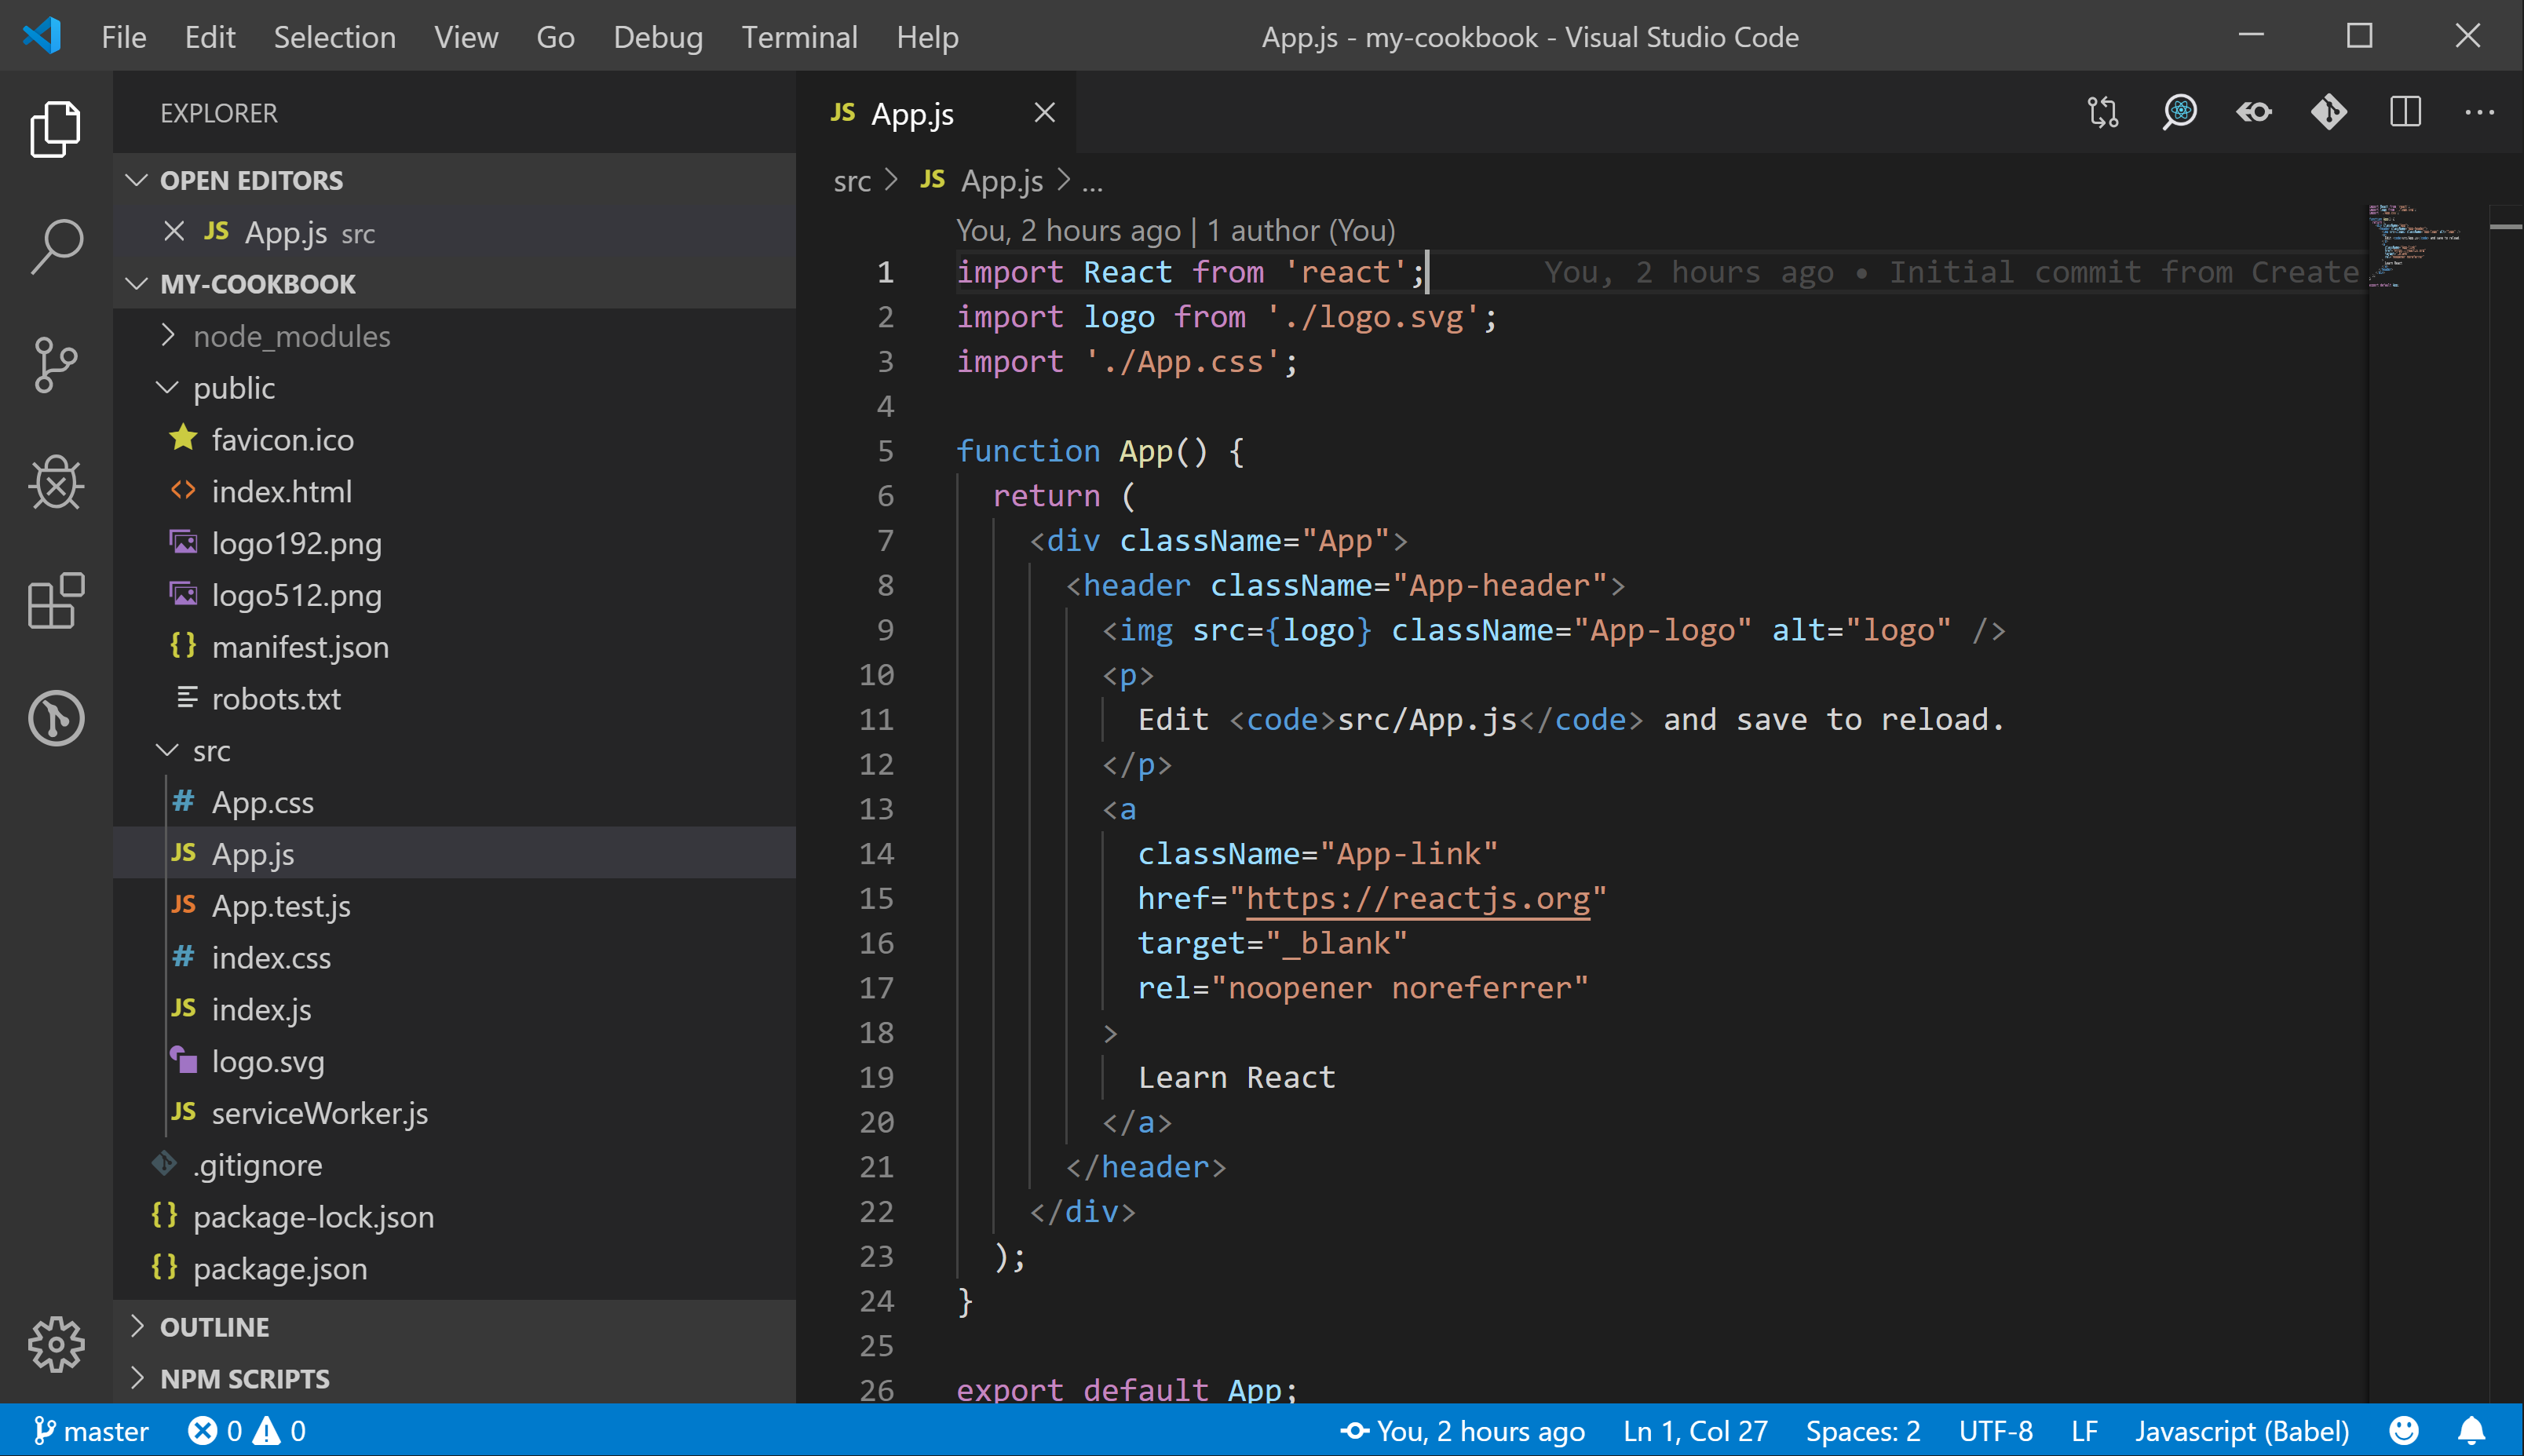 File Edit Selection View Go Debug Terminal Help App.js - my-cookbook - Visual Studio Code
EXPLORER
OPEN EDITORS
JS App.js src
MY-COOKBOOK
node_modules
public
favicon.ico
index.html
logo192.png
logo512.png
{} manifest.json
robots.txt
src
# App.css
JS App.js
JS App.test.js
# index.css
JS index.js
logo.svg
JS serviceWorker.js
.gitignore
{} package-lock.json
{} package.json
OUTLINE
NPM SCRIPTS
JS App.js
src > JS App.js > ...
You, 2 hours ago | 1 author (You)
1 import React from 'react'; You, 2 hours ago • Initial commit from Create
2 import logo from './logo.svg';
3 import './App.css';
4
5 function App() {
6 return (
7 <div className="App">
8 <header className="App-header">
9 <img src={logo} className="App-logo" alt="logo" />
10 <p>
11 Edit <code>src/App.js</code> and save to reload.
12 </p>
13 <a
14 className="App-link"
15 href="https://reactjs.org"
16 target="_blank"
17 rel="noopener noreferrer"
18 >
19 Learn React
20 </a>
21 </header>
22 </div>
23 );
24 }
25
26 export default App;
master 0 0 You, 2 hours ago Ln 1, Col 27 Spaces: 2 UTF-8 LF Javascript (Babel)